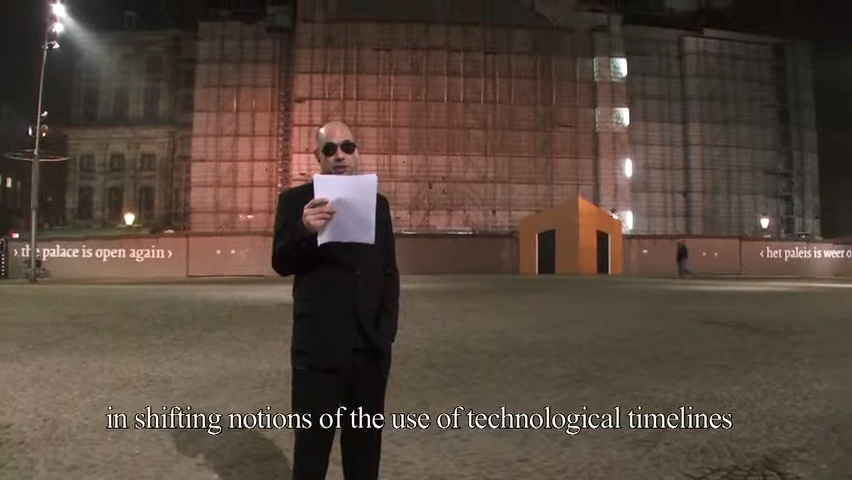 › the palace is open again ›
‹ het paleis is weer o
in shifting notions of the use of technological timelines